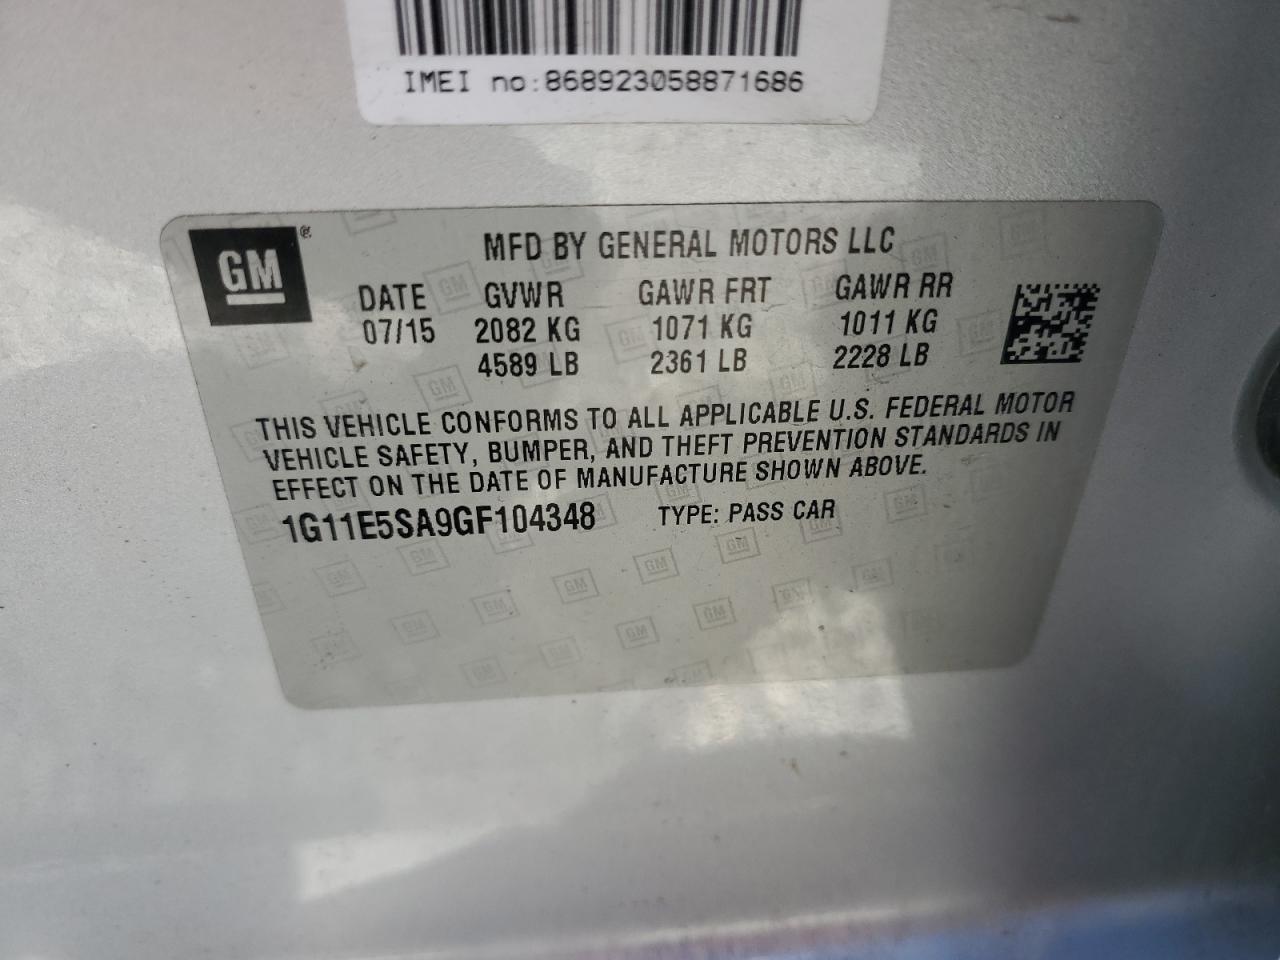 IMEI no:868923058871686
GM®
MFD BY GENERAL MOTORS LLC
DATE GVWR GAWR FRT GAWR RR
07/15 2082 KG 1071 KG 1011 KG
4589 LB 2361 LB 2228 LB
THIS VEHICLE CONFORMS TO ALL APPLICABLE U.S. FEDERAL MOTOR
VEHICLE SAFETY, BUMPER, AND THEFT PREVENTION STANDARDS IN
EFFECT ON THE DATE OF MANUFACTURE SHOWN ABOVE.
1G11E5SA9GF104348 TYPE: PASS CAR